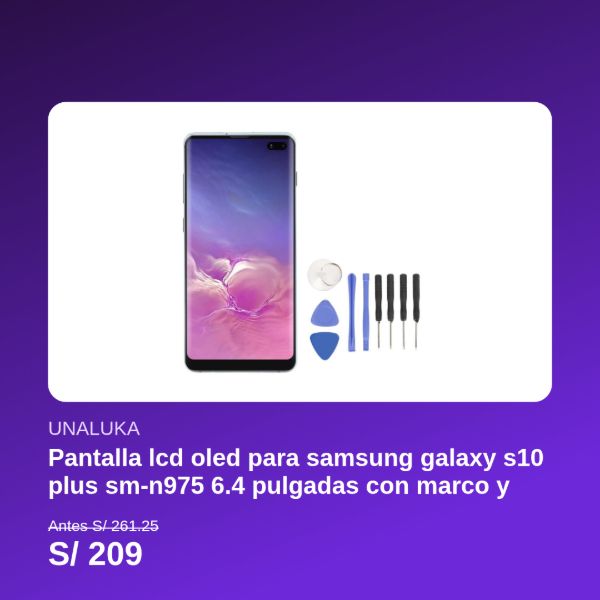 UNALUKA
Pantalla lcd oled para samsung galaxy s10
plus sm-n975 6.4 pulgadas con marco y
Antes S/ 261.25
S/ 209